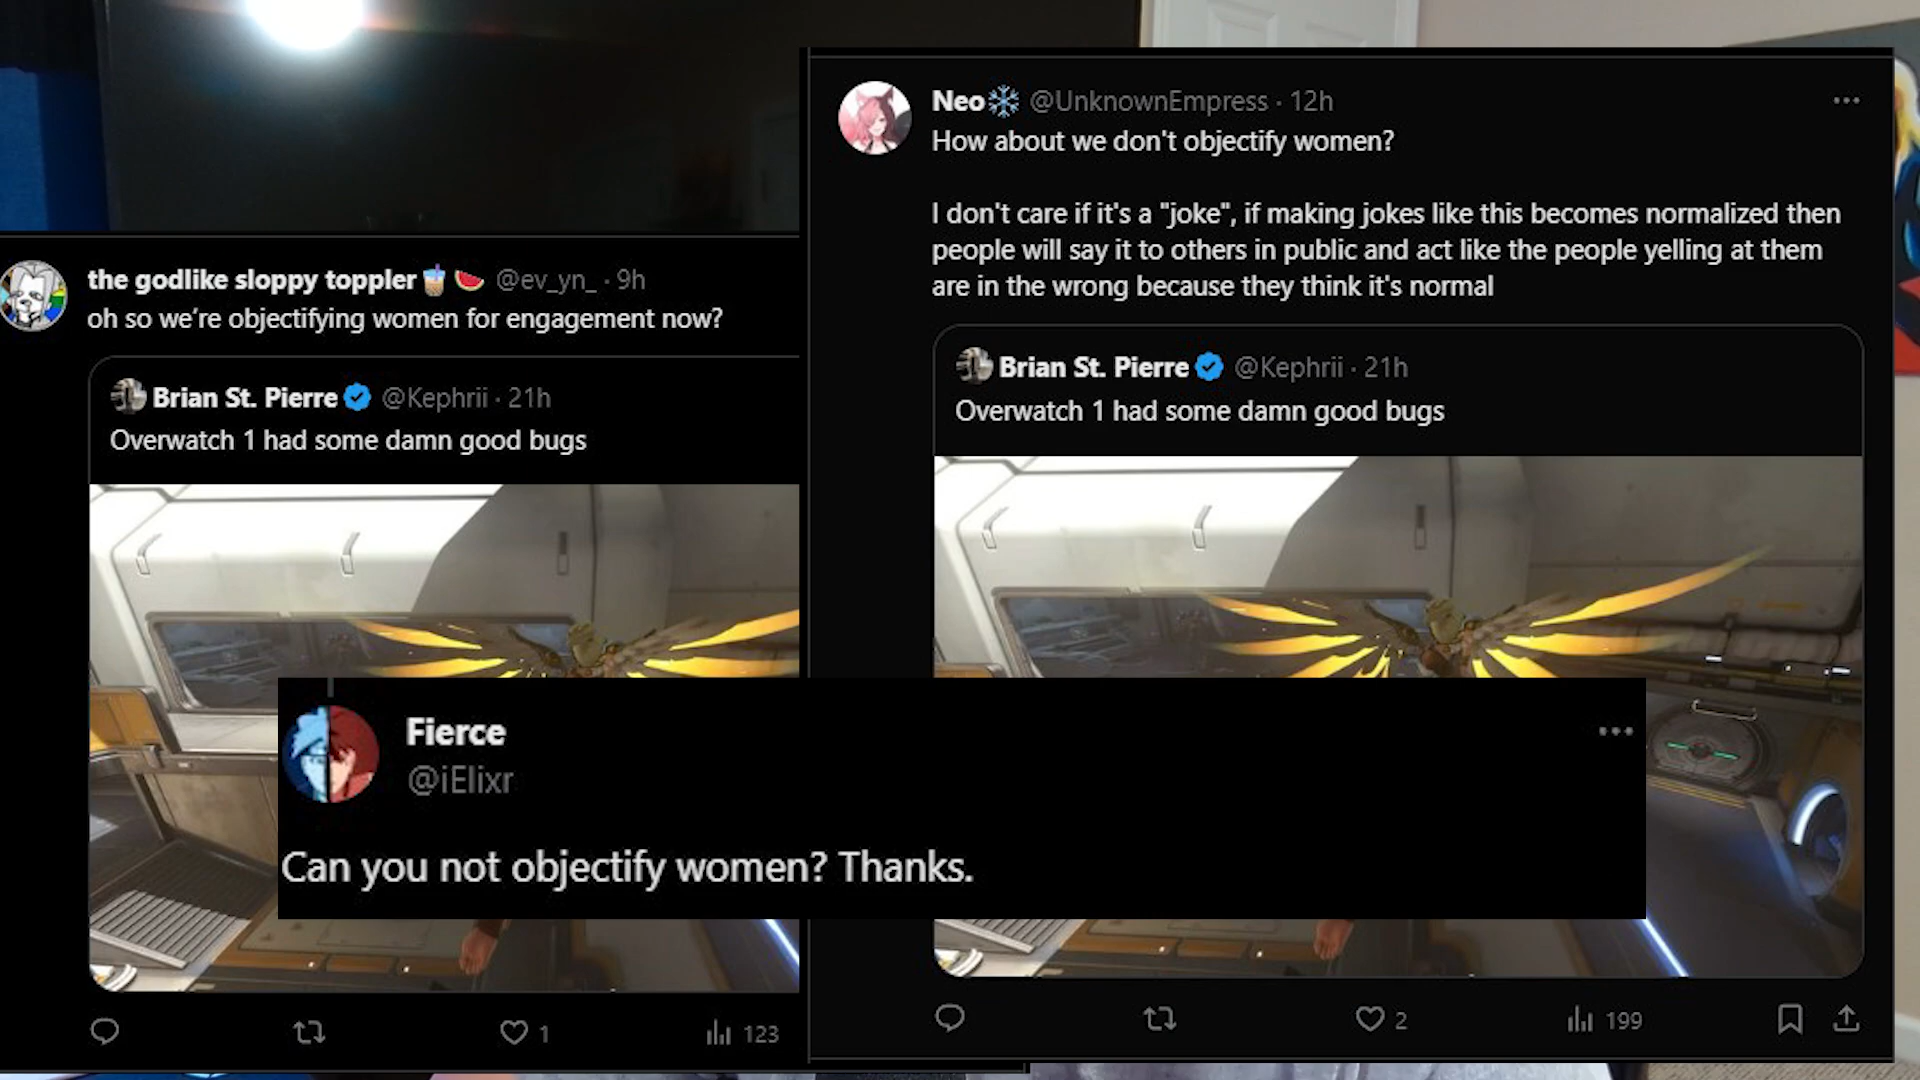 the godlike sloppy toppler @ev_yn_ · 9h
oh so we're objectifying women for engagement now?
Brian St. Pierre @Kephrii · 21h
Overwatch 1 had some damn good bugs
1
123
Neo @UnknownEmpress · 12h
How about we don't objectify women?
I don't care if it's a "joke", if making jokes like this becomes normalized then
people will say it to others in public and act like the people yelling at them
are in the wrong because they think it's normal
Brian St. Pierre @Kephrii · 21h
Overwatch 1 had some damn good bugs
2
199
Fierce
@iElixr
Can you not objectify women? Thanks.